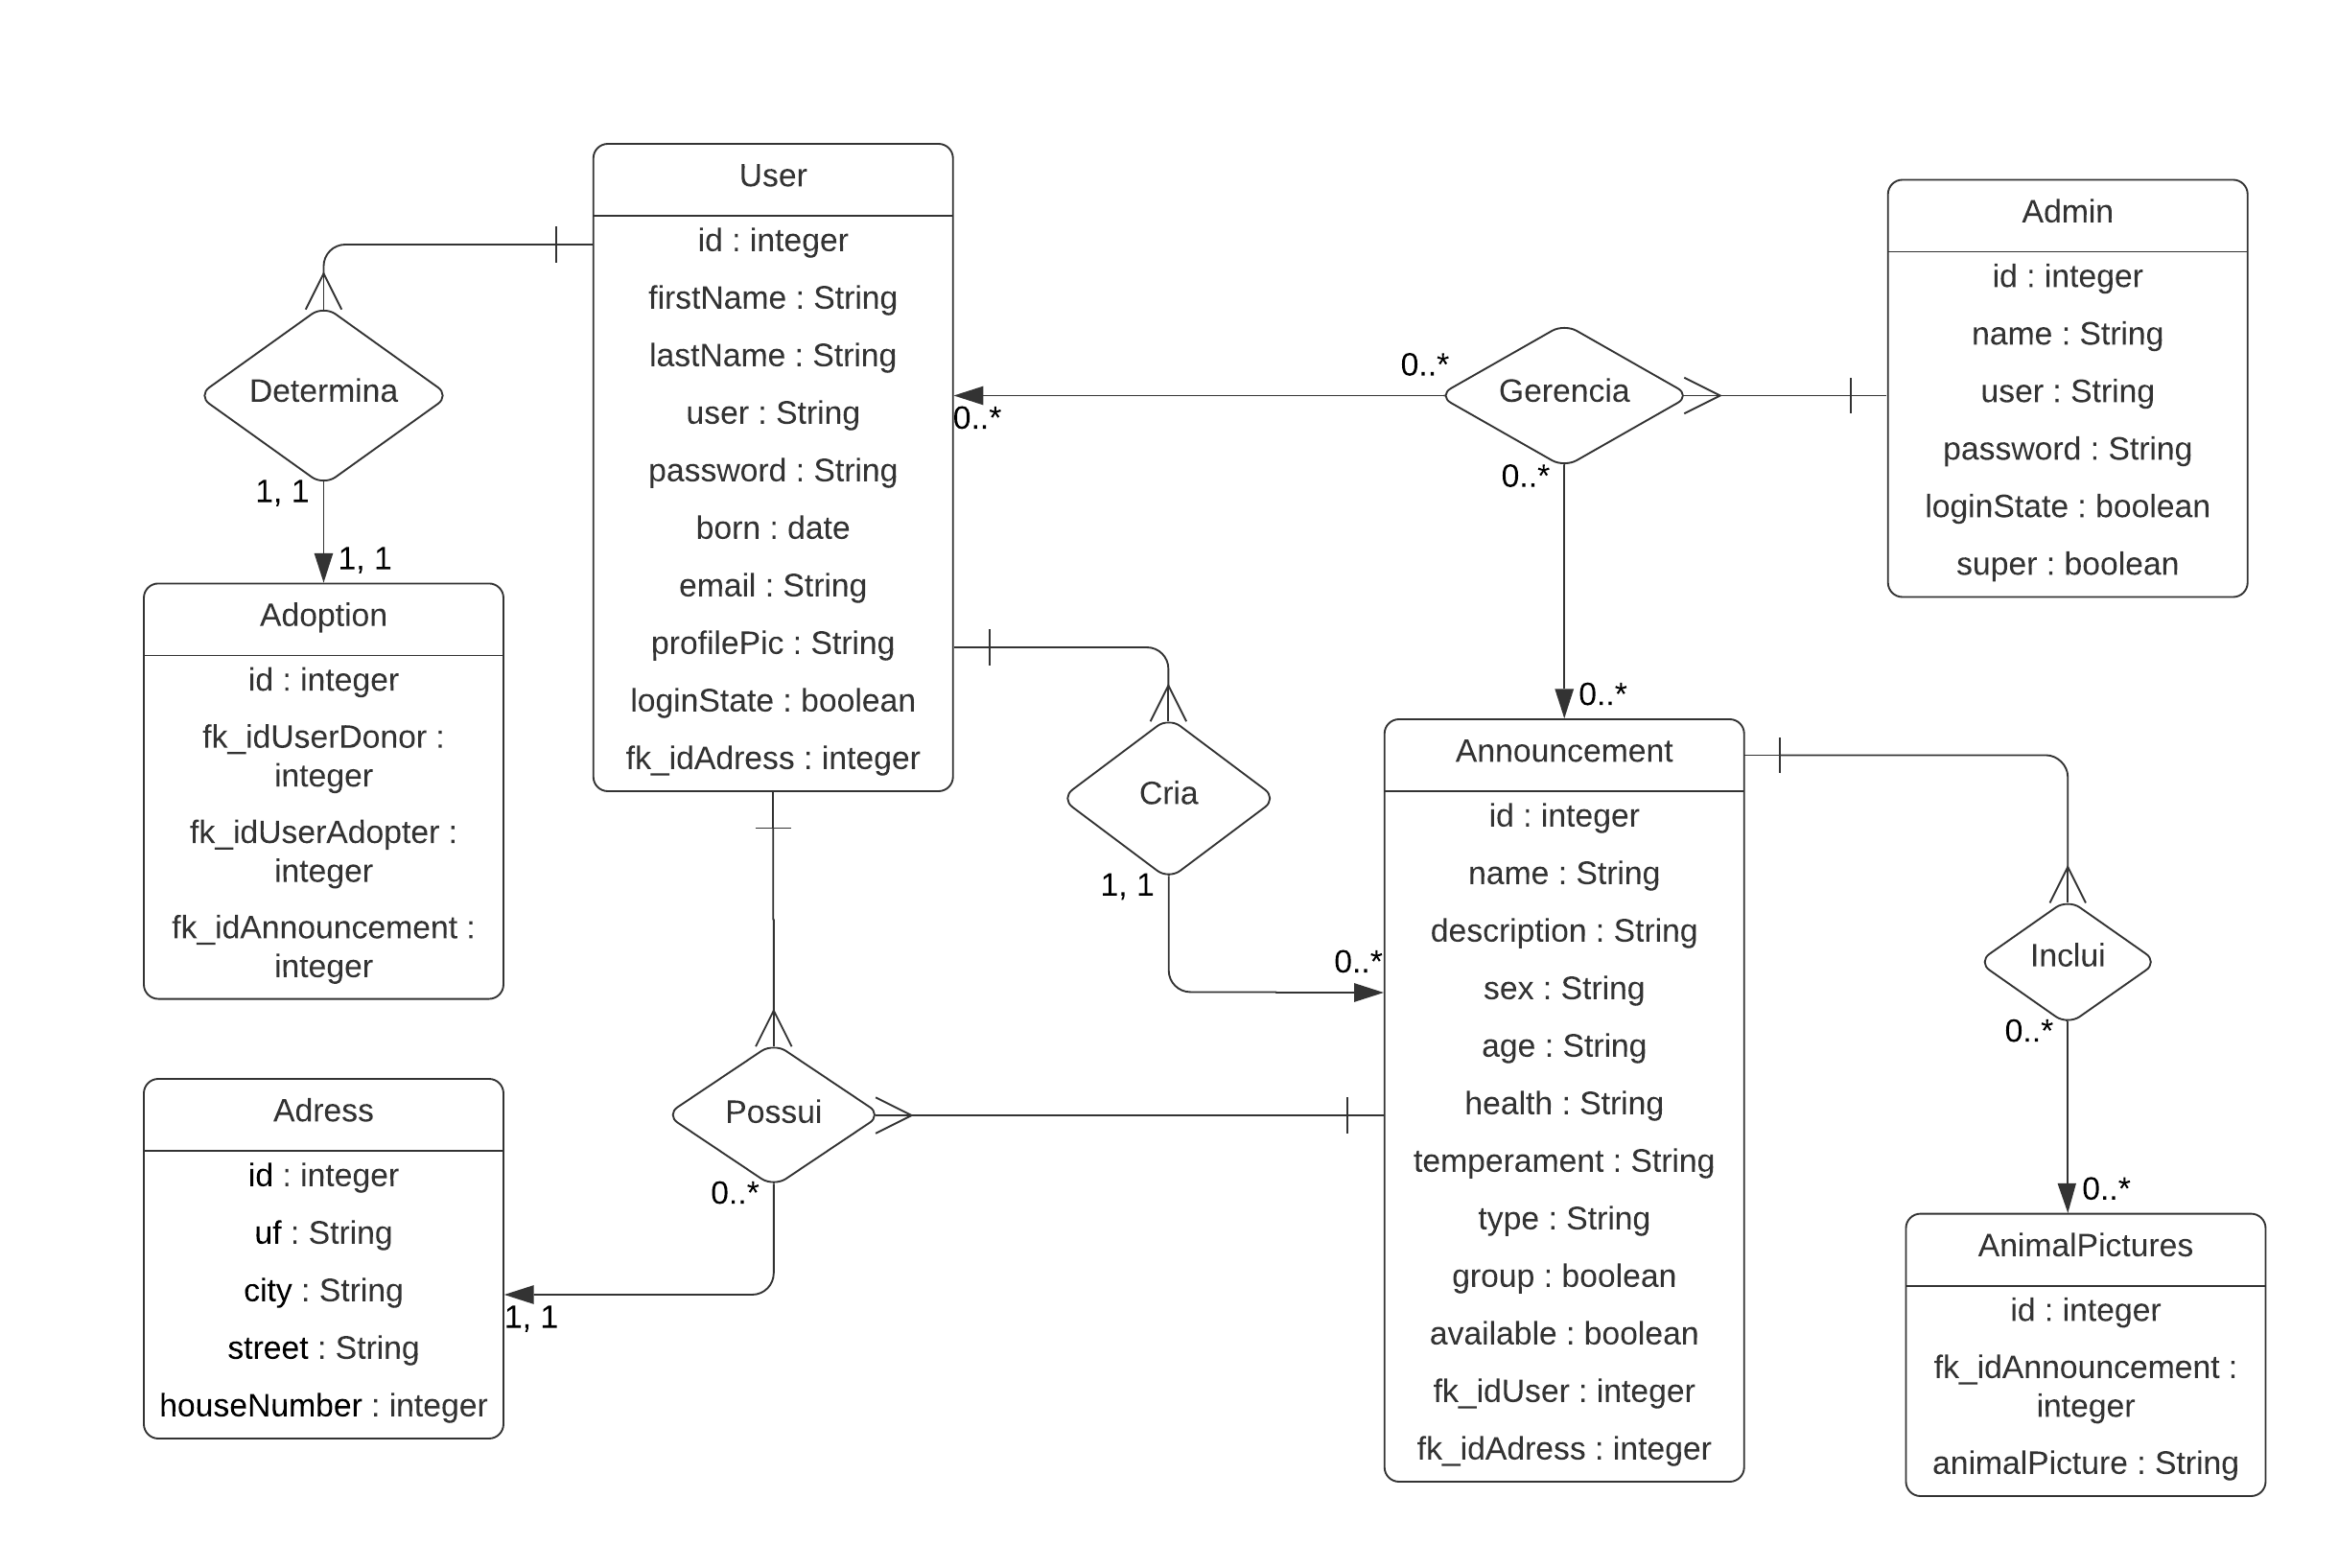 User
id : integer
firstName : String
lastName : String
user : String
password : String
born : date
email : String
profilePic : String
loginState : boolean
fk_idAdress : integer
Admin
id : integer
name : String
user : String
password : String
loginState : boolean
super : boolean
Determina
1, 1
1, 1
Gerencia
0..*
0..*
0..*
0..*
Adoption
id : integer
fk_idUserDonor :
integer
fk_idUserAdopter :
integer
fk_idAnnouncement :
integer
Cria
1, 1
0..*
Announcement
id : integer
name : String
description : String
sex : String
age : String
health : String
temperament : String
type : String
group : boolean
available : boolean
fk_idUser : integer
fk_idAdress : integer
Inclui
0..*
0..*
Possui
0..*
1, 1
Adress
id : integer
uf : String
city : String
street : String
houseNumber : integer
AnimalPictures
id : integer
fk_idAnnouncement :
integer
animalPicture : String